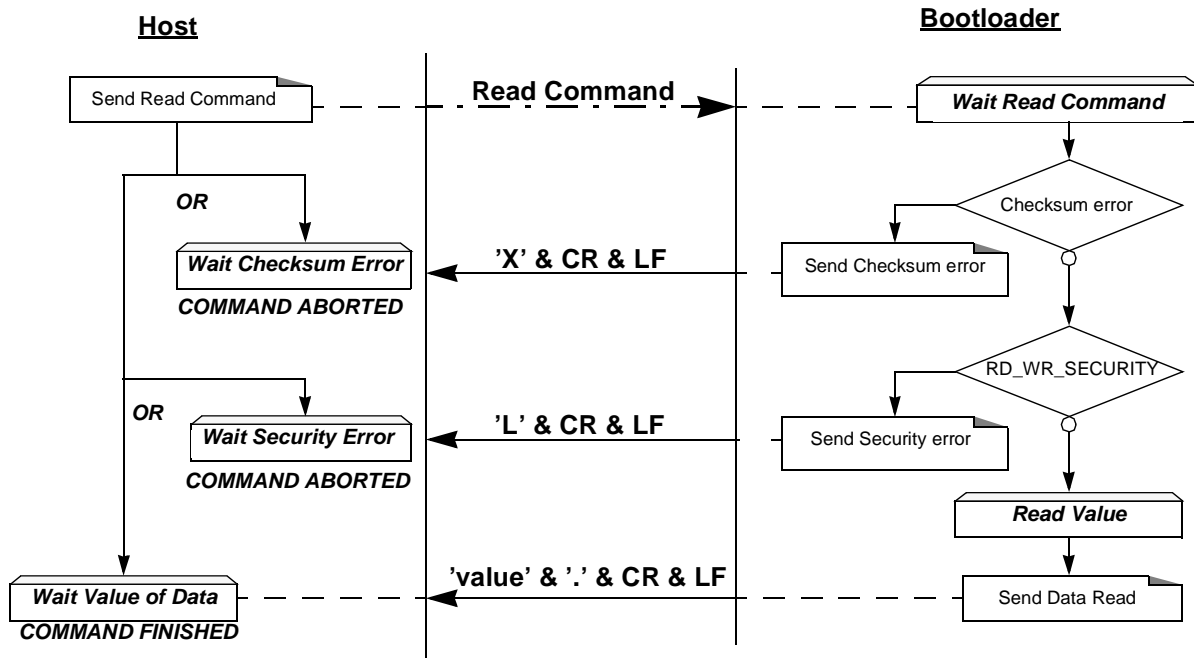 Host
Bootloader
Send Read Command
Read Command
Wait Read Command
OR
Checksum error
Wait Checksum Error
’X’ & CR & LF
Send Checksum error
COMMAND ABORTED
RD_WR_SECURITY
OR
Wait Security Error
’L’ & CR & LF
Send Security error
COMMAND ABORTED
Read Value
’value’ & ’.’ & CR & LF
Wait Value of Data
Send Data Read
COMMAND FINISHED